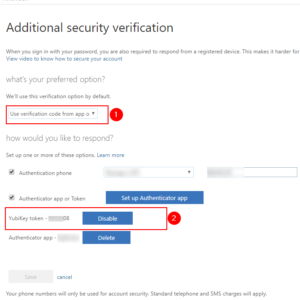 Additional security verification
When you sign in with your password, you are also required to respond from a registered device. This makes it harder for
View video to know how to secure your account
what's your preferred option?
We'll use this verification option by default.
Use verification code from app o
1
how would you like to respond?
Set up one or more of these options. Learn more
Authentication phone
Authenticator app or Token
Set up Authenticator app
2
YubiKey token -
08
Disable
Authenticator app -
Delete
Save
cancel
Your phone numbers will only be used for account security. Standard telephone and SMS charges will apply.